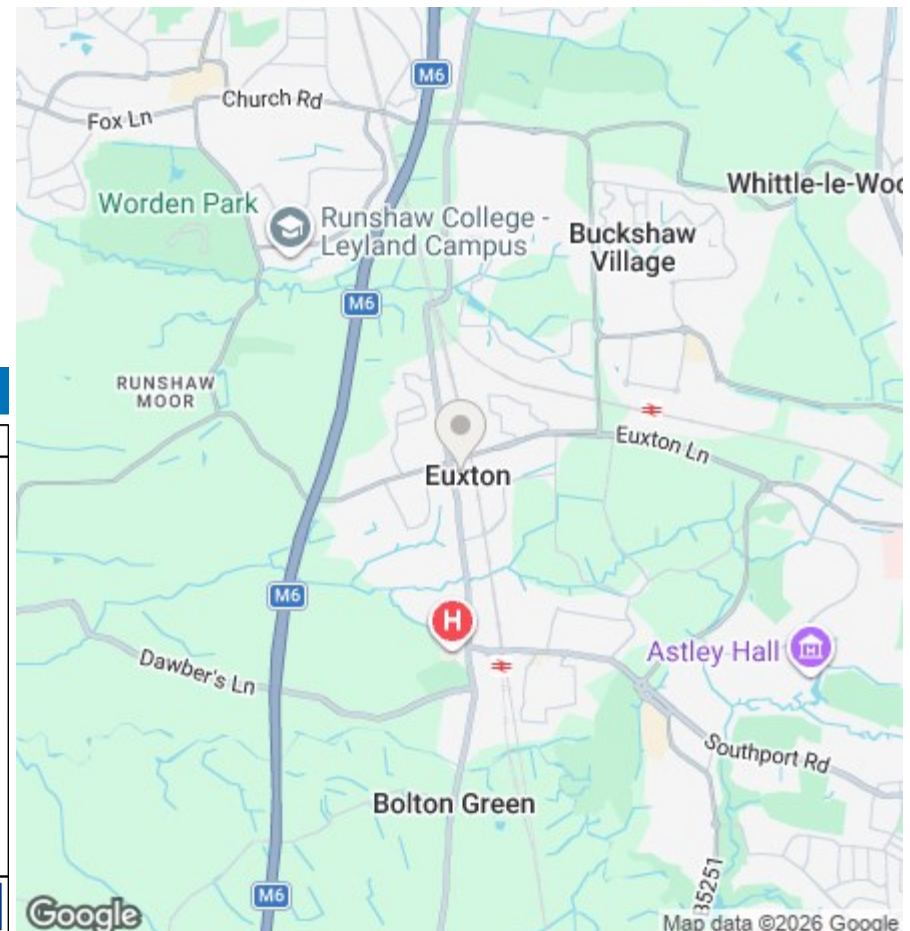 M6
Church Rd
Fox Ln
Whittle-le-Woo
Worden Park
Runshaw College -
Leyland Campus
Buckshaw
Village
M6
RUNSHAW
MOOR
Euxton Ln
Euxton
M6
H
Astley Hall
Dawber's Ln
Southport Rd
Bolton Green
B5251
M6
Google
Map data ©2026 Google